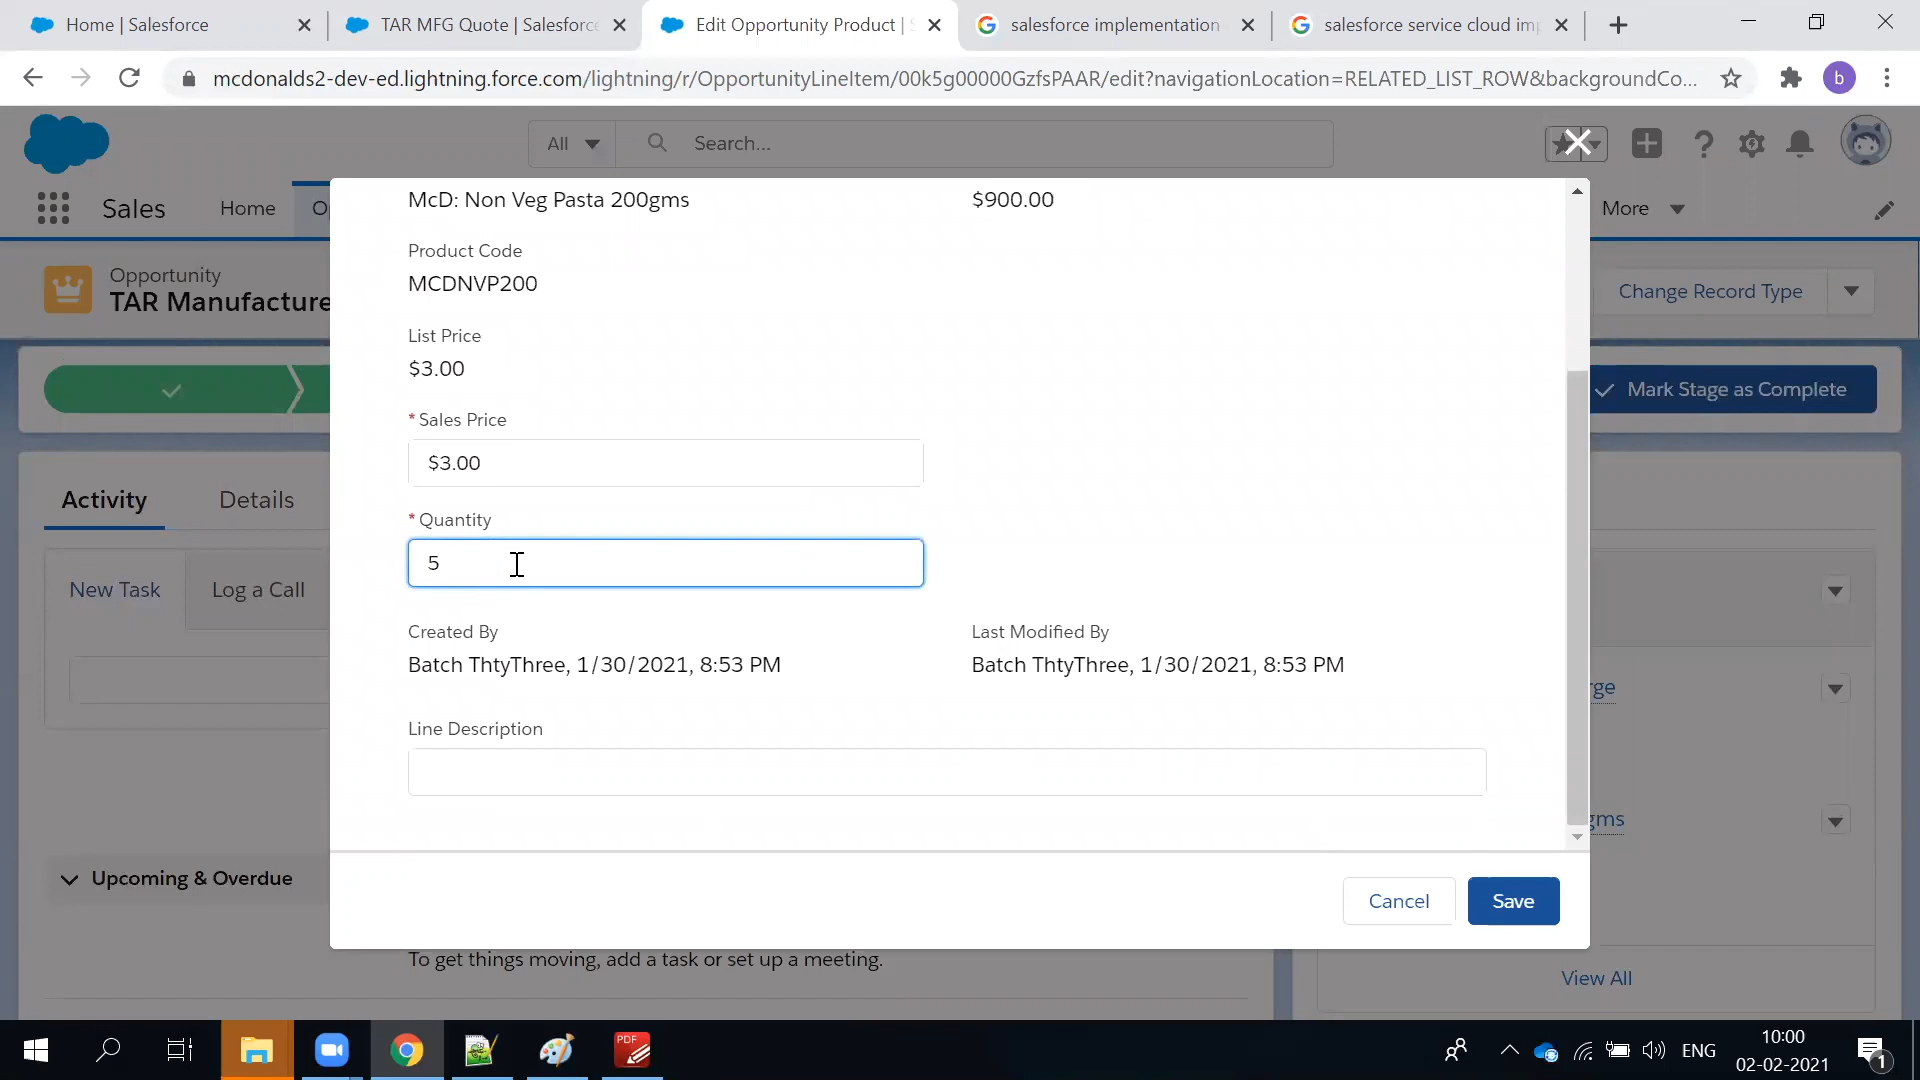 Home | Salesforce
TAR MFG Quote | Salesforce
Edit Opportunity Product |
salesforce implementation
salesforce service cloud imp
mcdonalds2-dev-ed.lightning.force.com/lightning/r/OpportunityLineItem/00k5g00000GzfsPAAR/edit?navigationLocation=RELATED_LIST_ROW&backgroundCo...
b
All
Search...
Sales
Home
O
More
Opportunity
TAR Manufacture
Change Record Type
Mark Stage as Complete
Activity
Details
New Task
Log a Call
Upcoming & Overdue
To get things moving, add a task or set up a meeting.
rge
gms
View All
McD: Non Veg Pasta 200gms
$900.00
Product Code
MCDNVP200
List Price
$3.00
* Sales Price
$3.00
* Quantity
5
Created By
Batch ThtyThree, 1/30/2021, 8:53 PM
Last Modified By
Batch ThtyThree, 1/30/2021, 8:53 PM
Line Description
Cancel
Save
PDF
ENG
10:00
02-02-2021
1